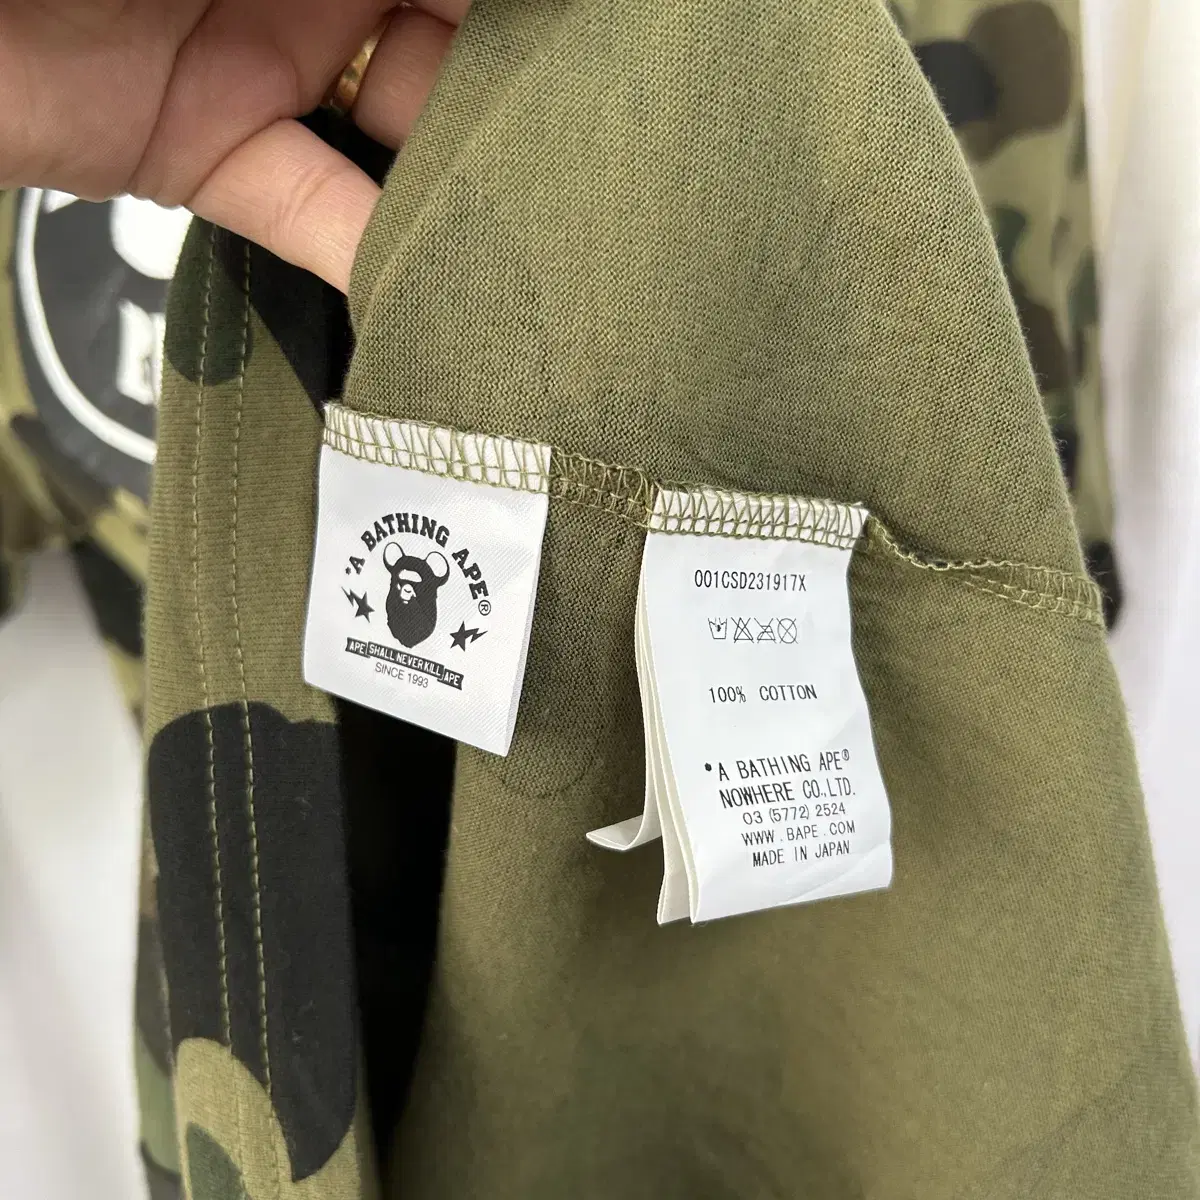 *A BATHING APE®
APE SHALL NEVER KILL APE
SINCE 1993
001CSD231917X
100% COTTON
*A BATHING APE®
NOWHERE CO.,LTD.
03 (5772) 2524
WWW.BAPE.COM
MADE IN JAPAN